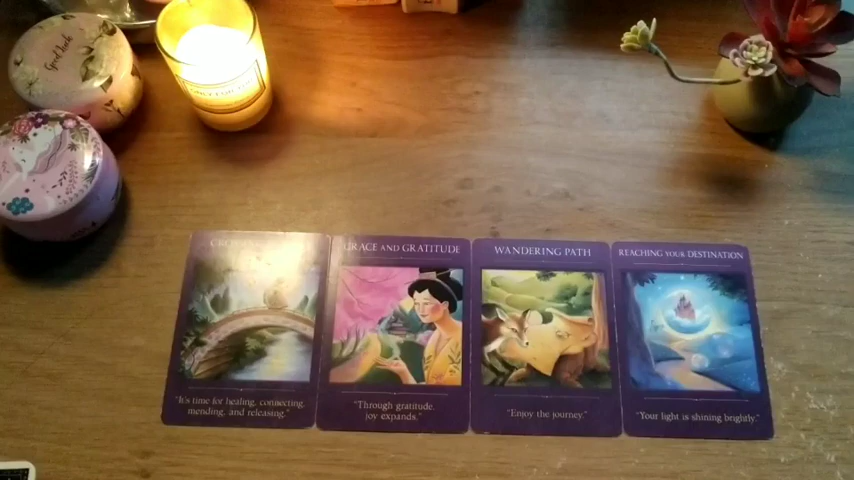 Good luck
GRACE AND GRATITUDE
WANDERING PATH
REACHING YOUR DESTINATION
"It's time for healing, connecting,
mending, and releasing."
"Through gratitude,
joy expands."
"Enjoy the journey."
"Your light is shining brightly."